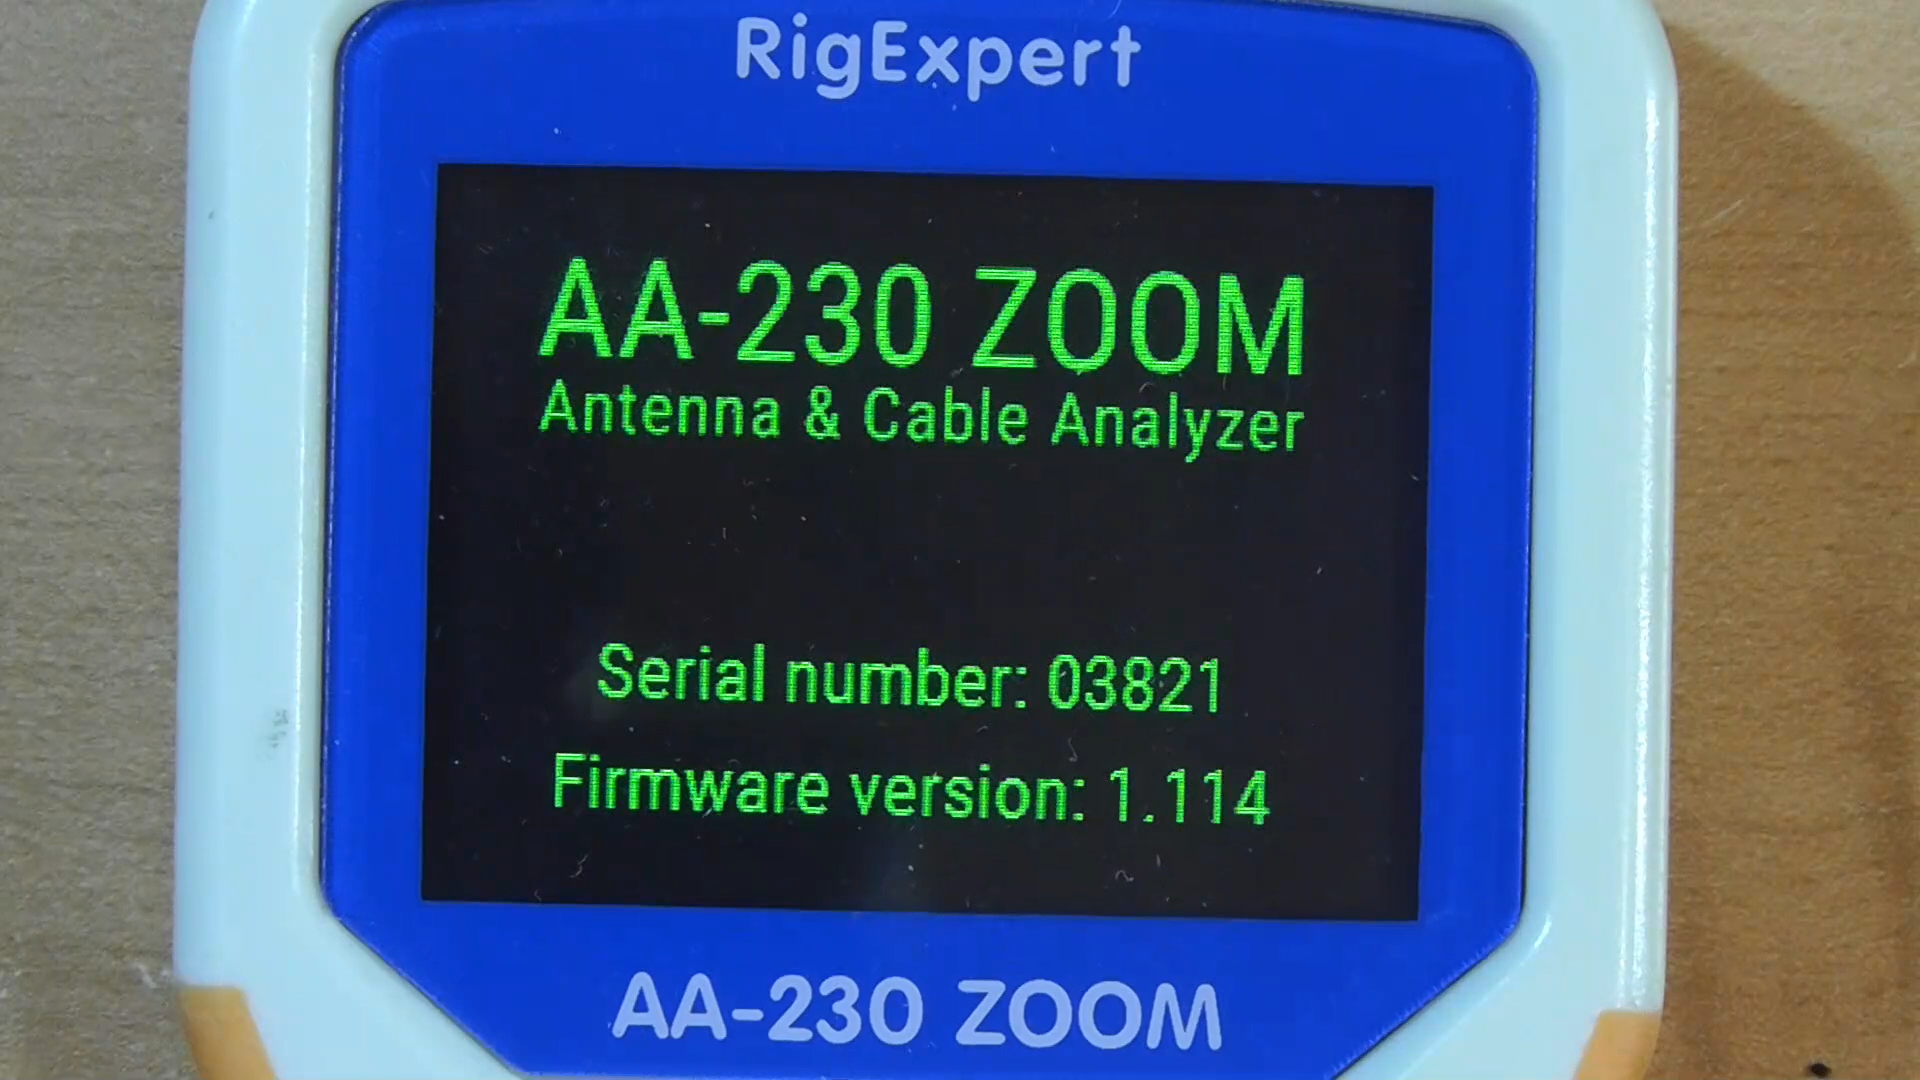 RigExpert
AA-230 ZOOM
Antenna & Cable Analyzer
Serial number: 03821
Firmware version: 1.114
AA-230 ZOOM